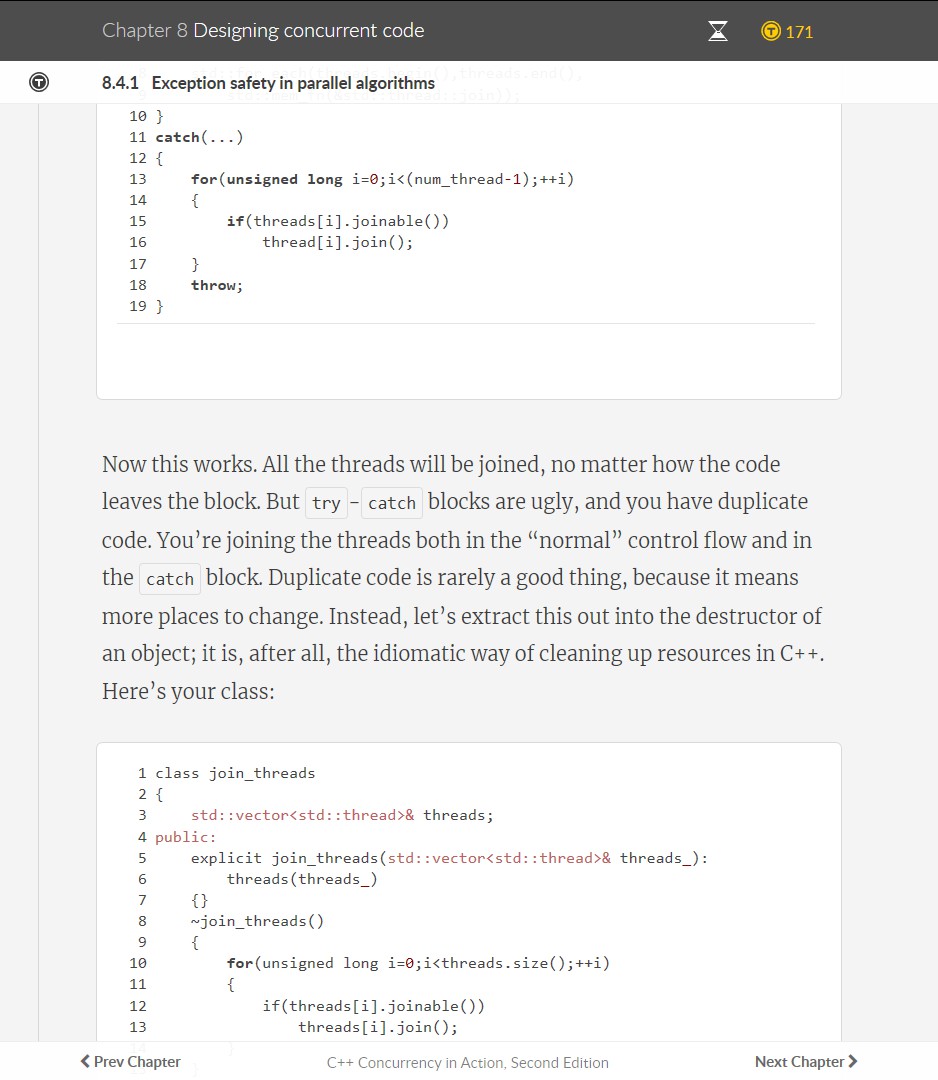 Chapter 8 Designing concurrent code
171
8.4.1 Exception safety in parallel algorithms
10 }
11 catch(...)
12 {
13     for(unsigned long i=0;i<(num_thread-1);++i)
14     {
15         if(threads[i].joinable())
16             thread[i].join();
17     }
18     throw;
19 }
Now this works. All the threads will be joined, no matter how the code
leaves the block. But try – catch blocks are ugly, and you have duplicate
code. You’re joining the threads both in the “normal” control flow and in
the catch block. Duplicate code is rarely a good thing, because it means
more places to change. Instead, let’s extract this out into the destructor of
an object; it is, after all, the idiomatic way of cleaning up resources in C++.
Here’s your class:
1 class join_threads
2 {
3     std::vector<std::thread>& threads;
4 public:
5     explicit join_threads(std::vector<std::thread>& threads_):
6         threads(threads_)
7     {}
8     ~join_threads()
9     {
10         for(unsigned long i=0;i<threads.size();++i)
11         {
12             if(threads[i].joinable())
13                 threads[i].join();
14         }
Prev Chapter
C++ Concurrency in Action, Second Edition
Next Chapter